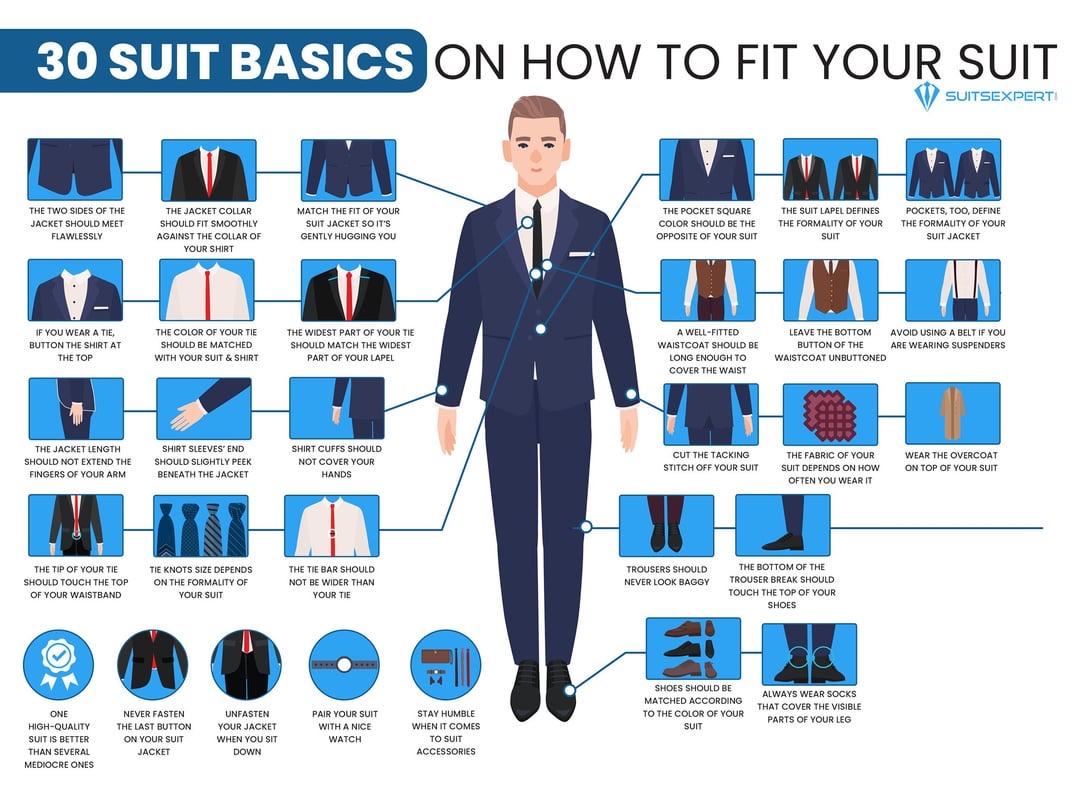 30 SUIT BASICS ON HOW TO FIT YOUR SUIT
SUITSEXPERT
THE TWO SIDES OF THE
JACKET SHOULD MEET
FLAWLESSLY
THE JACKET COLLAR
SHOULD FIT SMOOTHLY
AGAINST THE COLLAR OF
YOUR SHIRT
MATCH THE FIT OF YOUR
SUIT JACKET SO IT'S
GENTLY HUGGING YOU
THE POCKET SQUARE
COLOR SHOULD BE THE
OPPOSITE OF YOUR SUIT
THE SUIT LAPEL DEFINES
THE FORMALITY OF YOUR
SUIT
POCKETS, TOO, DEFINE
THE FORMALITY OF YOUR
SUIT JACKET
IF YOU WEAR A TIE,
BUTTON THE SHIRT AT
THE TOP
THE COLOR OF YOUR TIE
SHOULD BE MATCHED
WITH YOUR SUIT & SHIRT
THE WIDEST PART OF YOUR TIE
SHOULD MATCH THE WIDEST
PART OF YOUR LAPEL
A WELL-FITTED
WAISTCOAT SHOULD BE
LONG ENOUGH TO
COVER THE WAIST
LEAVE THE BOTTOM
BUTTON OF THE
WAISTCOAT UNBUTTONED
AVOID USING A BELT IF YOU
ARE WEARING SUSPENDERS
THE JACKET LENGTH
SHOULD NOT EXTEND THE
FINGERS OF YOUR ARM
SHIRT SLEEVES' END
SHOULD SLIGHTLY PEEK
BENEATH THE JACKET
SHIRT CUFFS SHOULD
NOT COVER YOUR
HANDS
CUT THE TACKING
STITCH OFF YOUR SUIT
THE FABRIC OF YOUR
SUIT DEPENDS ON HOW
OFTEN YOU WEAR IT
WEAR THE OVERCOAT
ON TOP OF YOUR SUIT
THE TIP OF YOUR TIE
SHOULD TOUCH THE TOP
OF YOUR WAISTBAND
TIE KNOTS SIZE DEPENDS
ON THE FORMALITY OF
YOUR SUIT
THE TIE BAR SHOULD
NOT BE WIDER THAN
YOUR TIE
TROUSERS SHOULD
NEVER LOOK BAGGY
THE BOTTOM OF THE
TROUSER BREAK SHOULD
TOUCH THE TOP OF YOUR
SHOES
ONE
HIGH-QUALITY
SUIT IS BETTER
THAN SEVERAL
MEDIOCRE ONES
NEVER FASTEN
THE LAST BUTTON
ON YOUR SUIT
JACKET
UNFASTEN
YOUR JACKET
WHEN YOU SIT
DOWN
PAIR YOUR SUIT
WITH A NICE
WATCH
STAY HUMBLE
WHEN IT COMES
TO SUIT
ACCESSORIES
SHOES SHOULD BE
MATCHED ACCORDING
TO THE COLOR OF YOUR
SUIT
ALWAYS WEAR SOCKS
THAT COVER THE VISIBLE
PARTS OF YOUR LEG